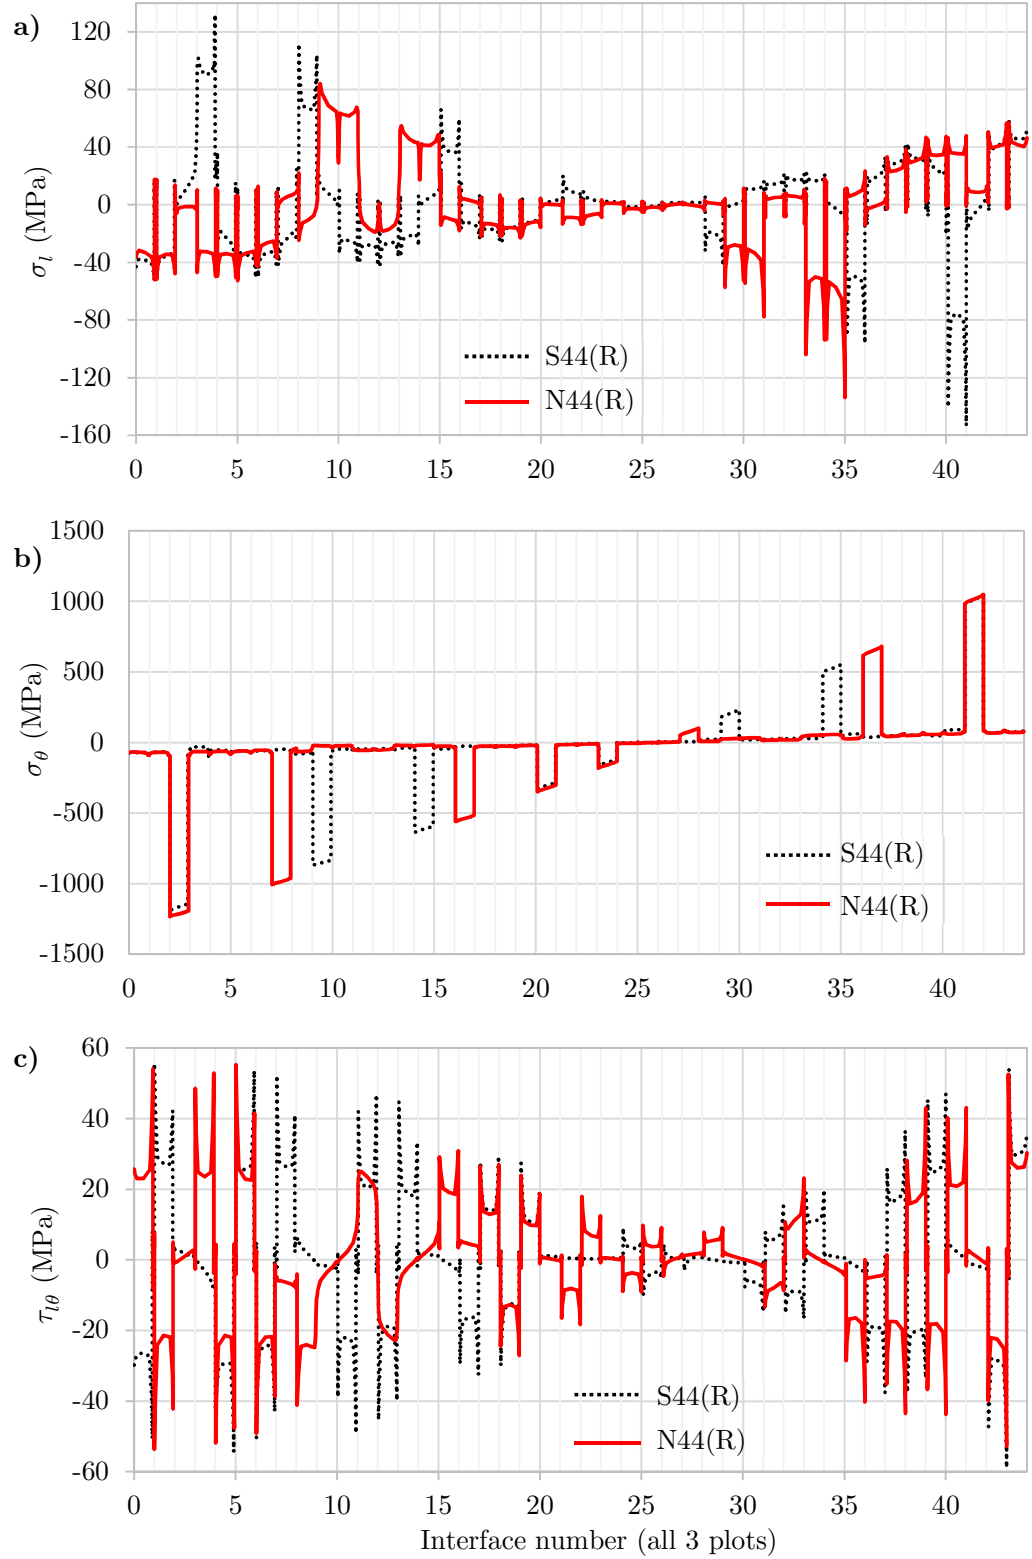 a)
σ_l (MPa)
120
80
40
0
-40
-80
-120
-160
S44(R)
N44(R)
0 5 10 15 20 25 30 35 40
b)
σ_θ (MPa)
1500
1000
500
0
-500
-1000
-1500
S44(R)
N44(R)
0 5 10 15 20 25 30 35 40
c)
τ_lθ (MPa)
60
40
20
0
-20
-40
-60
S44(R)
N44(R)
0 5 10 15 20 25 30 35 40
Interface number (all 3 plots)